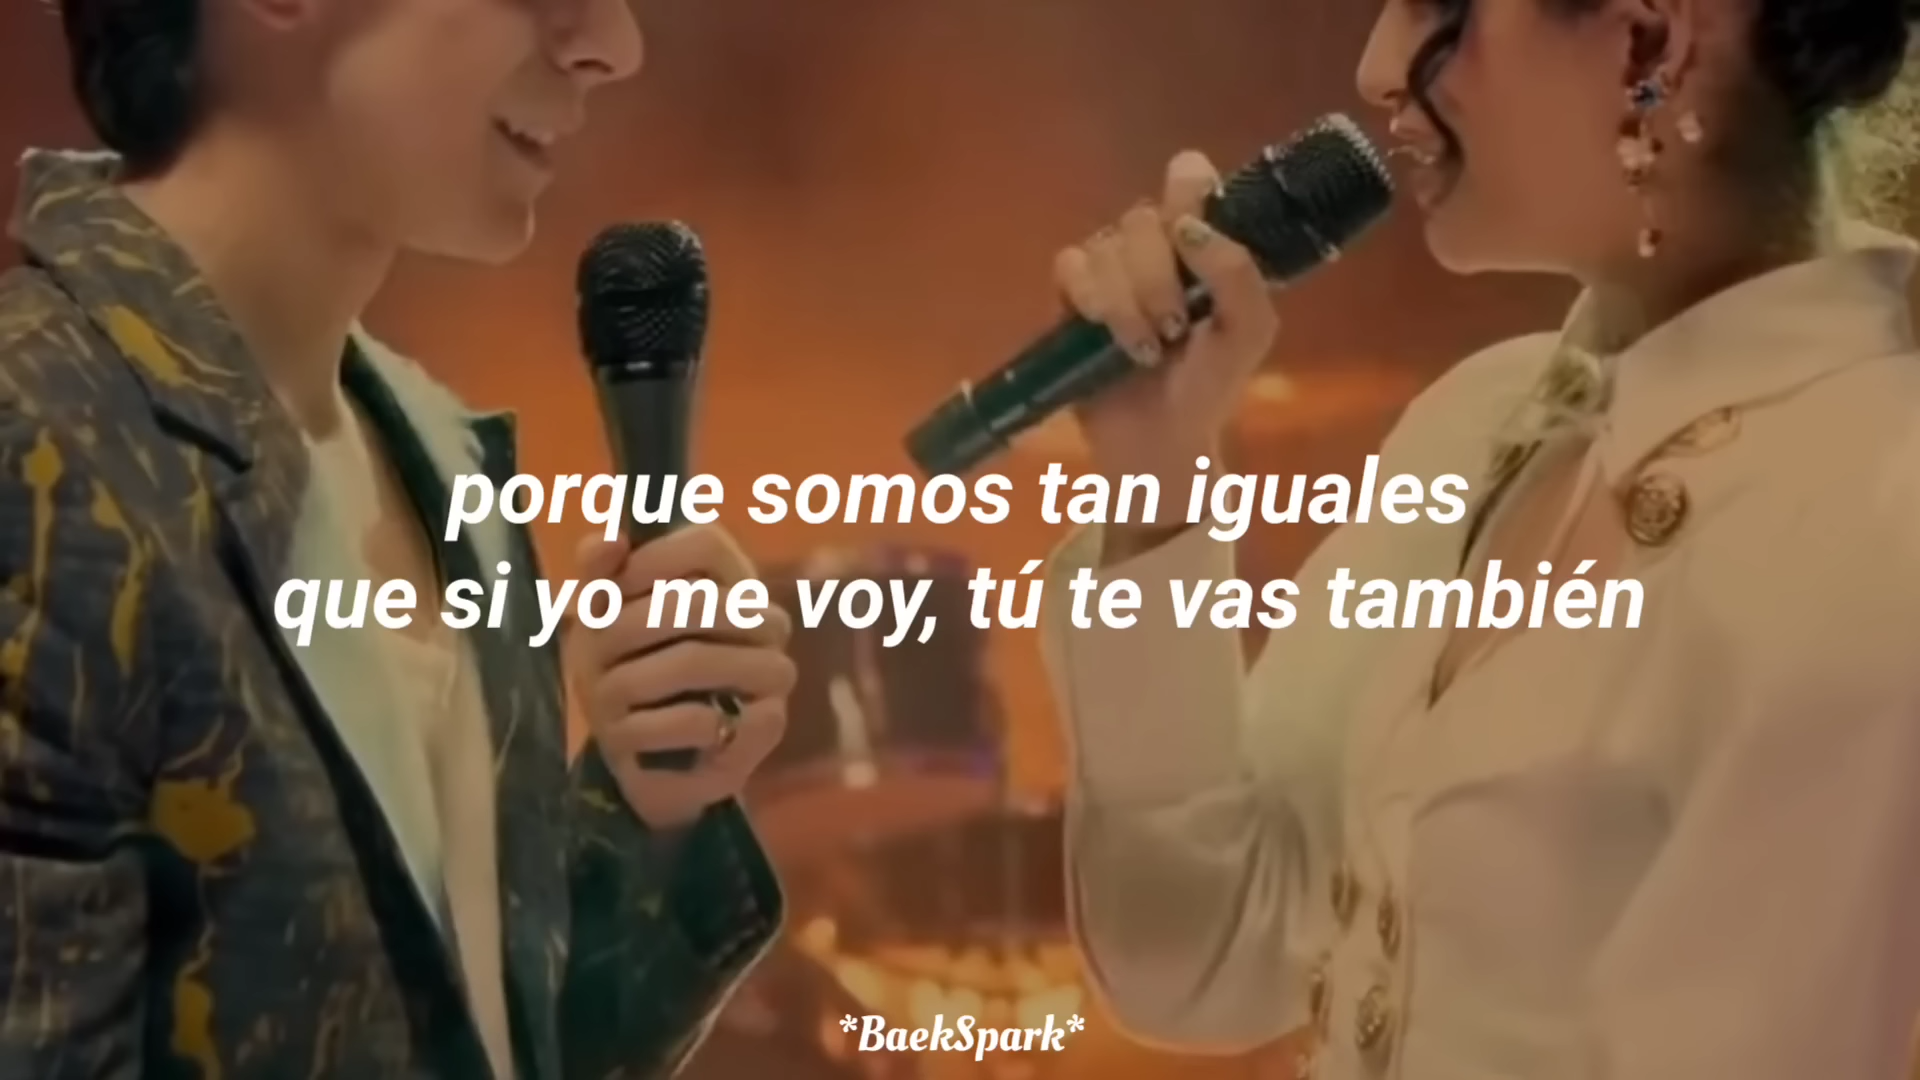 porque somos tan iguales
que si yo me voy, tú te vas también
*BaekSpark*